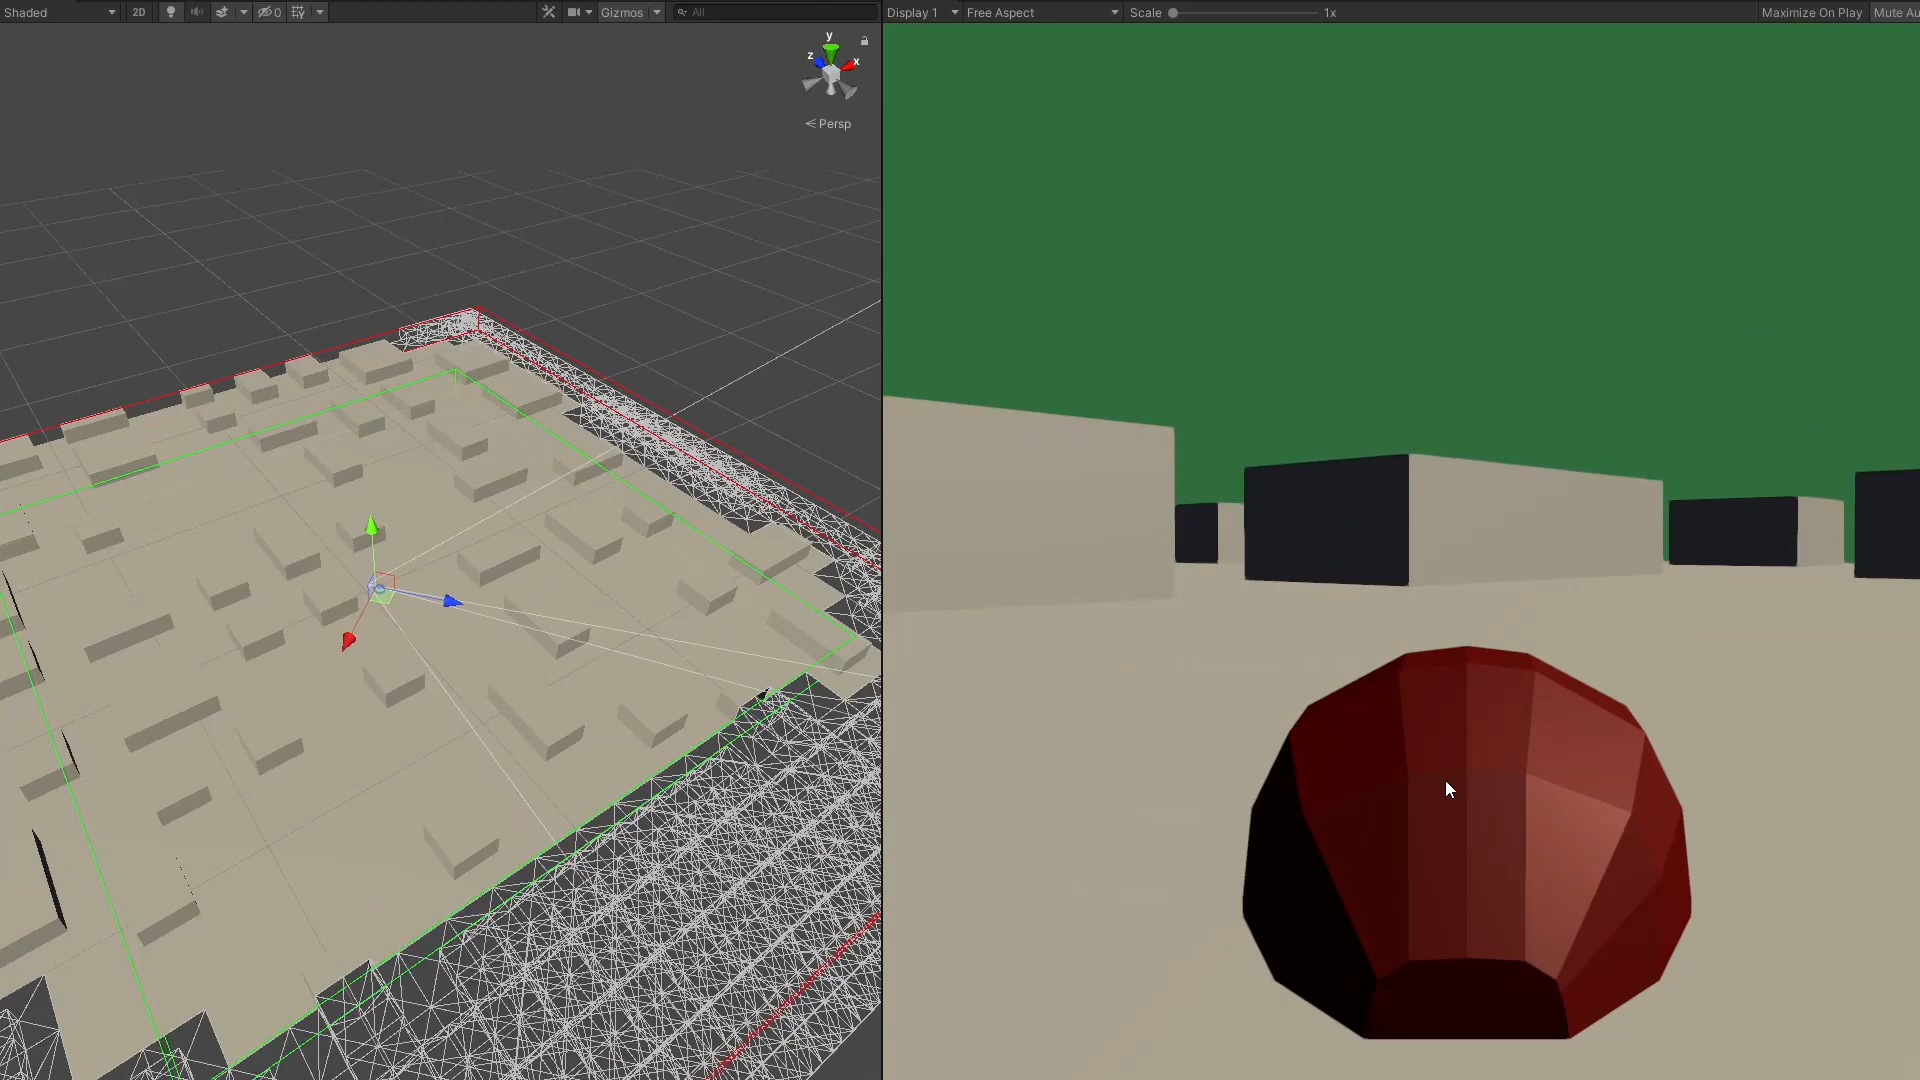 Shaded 2D 0 Gizmos All
Display 1 Free Aspect Scale 1x Maximize On Play Mute Au
y
z x
Persp